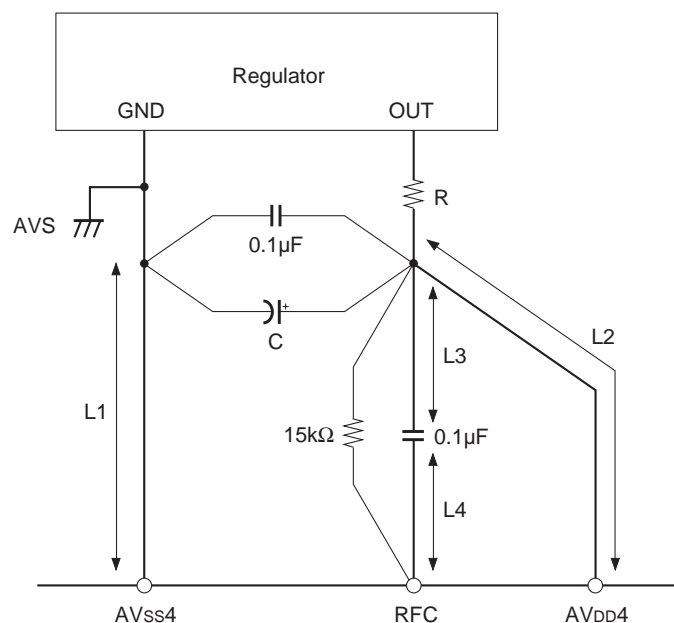 Regulator
GND
OUT
R
AVS
0.1µF
C
+
L1
L2
L3
15kΩ
0.1µF
L4
AVSS4
RFC
AVDD4